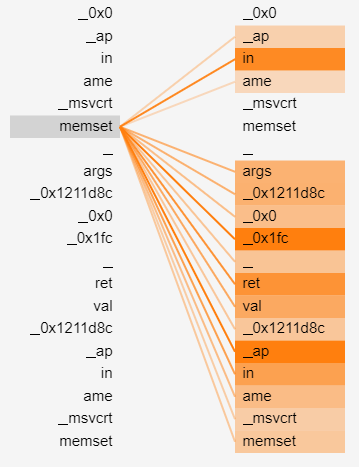 _0x0 _0x0
_ap _ap
in in
ame ame
_msvcrt _msvcrt
memset memset
_ _
args args
_0x1211d8c _0x1211d8c
_0x0 _0x0
_0x1fc _0x1fc
_ _
ret ret
val val
_0x1211d8c _0x1211d8c
_ap _ap
in in
ame ame
_msvcrt _msvcrt
memset memset